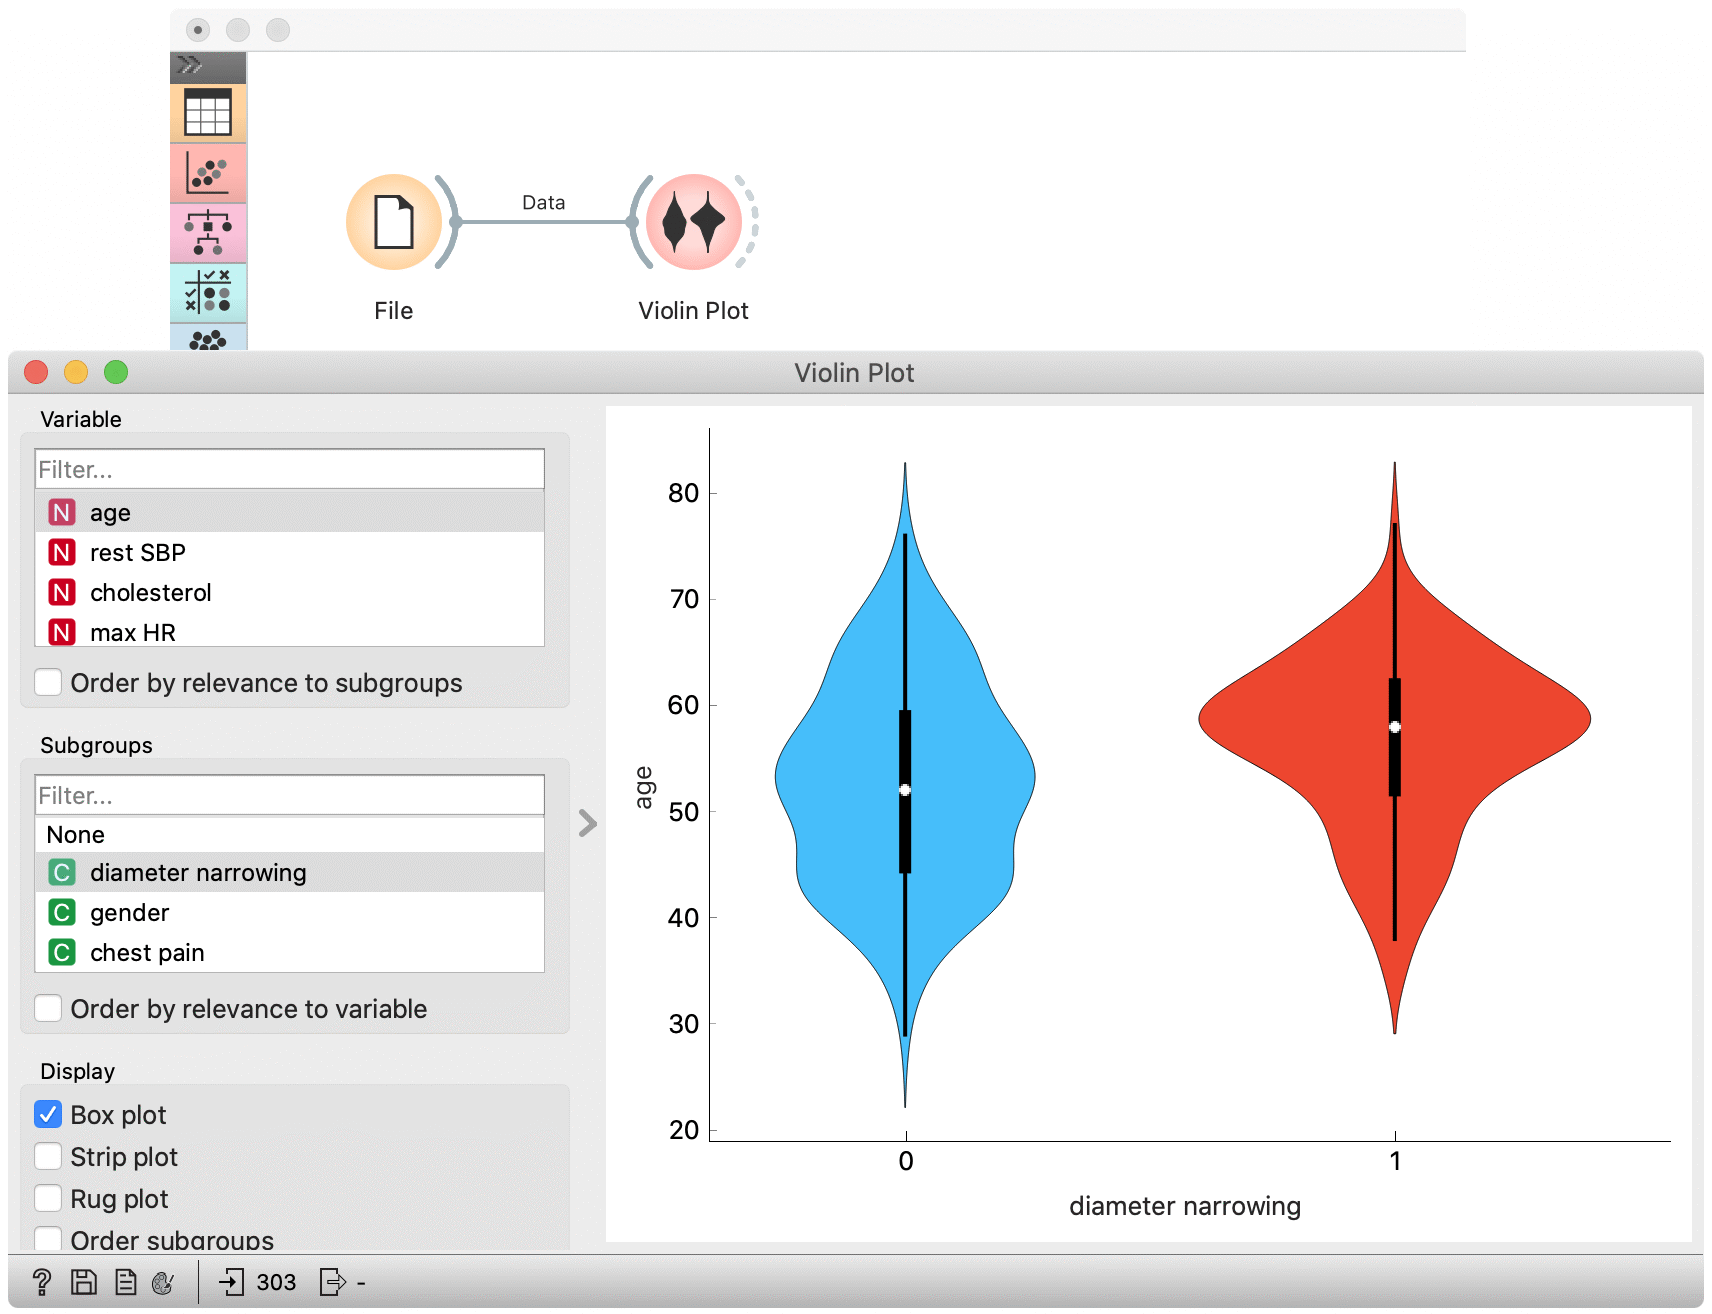 Data
File
Violin Plot
Violin Plot
Variable
Filter...
N age
N rest SBP
N cholesterol
N max HR
Order by relevance to subgroups
Subgroups
Filter...
None
C diameter narrowing
C gender
C chest pain
Order by relevance to variable
Display
Box plot
Strip plot
Rug plot
Order subgroups
? 303 -
80
70
60
50
40
30
20
age
0 1
diameter narrowing